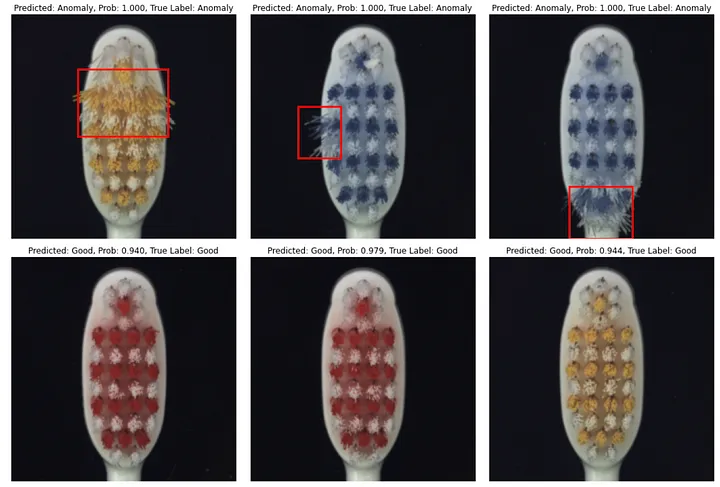 Predicted: Anomaly, Prob: 1.000, True Label: Anomaly
Predicted: Anomaly, Prob: 1.000, True Label: Anomaly
Predicted: Anomaly, Prob: 1.000, True Label: Anomaly
Predicted: Good, Prob: 0.940, True Label: Good
Predicted: Good, Prob: 0.979, True Label: Good
Predicted: Good, Prob: 0.944, True Label: Good